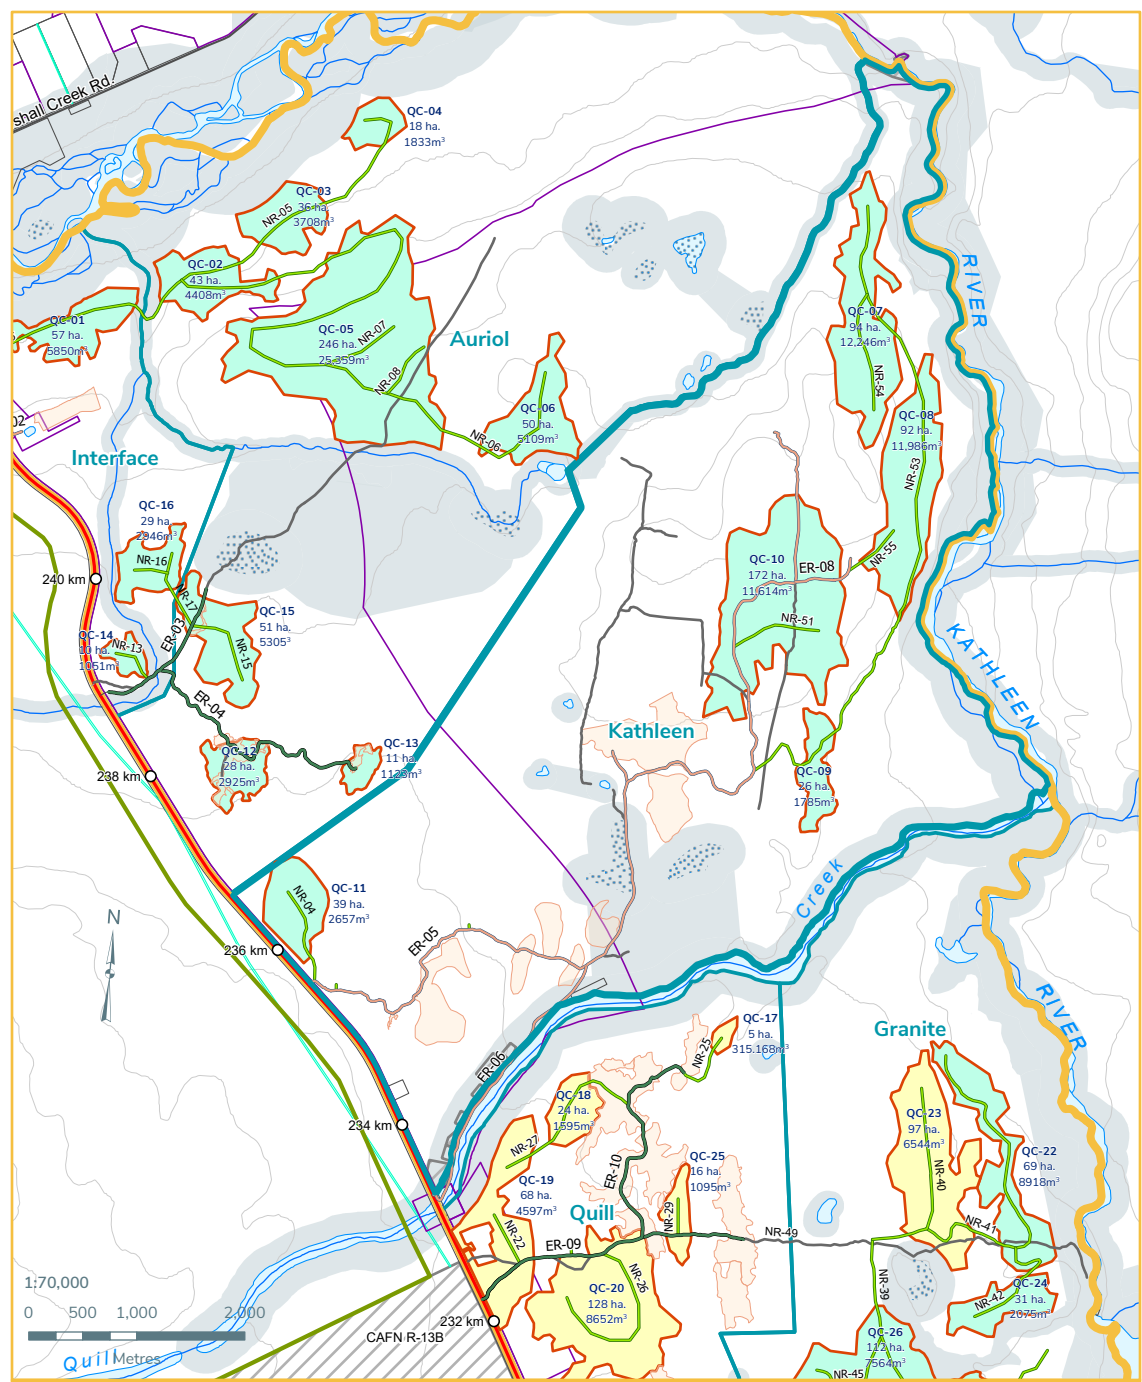 shall Creek Rd.
QC-04
18 ha.
1833m³
QC-03
36 ha.
3708m³
NR-05
QC-02
43 ha.
4408m³
QC-01
57 ha.
5850m³
QC-05
246 ha.
25,359m³
NR-07
NR-08
Auriol
QC-06
50 ha.
5109m³
NR-06
RIVER
QC-07
94 ha.
12,246m³
NR-54
QC-08
92 ha.
11,986m³
NR-53
02
Interface
QC-16
29 ha.
2946m³
NR-16
NR-17
240 km
QC-15
51 ha.
5305³
NR-15
QC-14
10 ha.
1051m³
NR-13
ER-03
ER-04
QC-10
172 ha.
11,614m³
ER-08
NR-55
NR-51
KATHLEEN
Kathleen
QC-12
28 ha.
2925m³
QC-13
11 ha.
1123m³
238 km
QC-09
26 ha.
1785m³
QC-11
39 ha.
2657m³
NR-04
Creek
N
236 km
ER-05
RIVER
QC-17
5 ha.
315.168m³
NR-25
Granite
ER-06
234 km
QC-18
24 ha.
1595m³
NR-27
QC-23
97 ha.
6544m³
NR-40
QC-22
69 ha.
8918m³
QC-25
16 ha.
1095m³
ER-10
NR-29
QC-19
68 ha.
4597m³
NR-22
Quill
NR-49
NR-41
ER-09
QC-20
128 ha.
8652m³
NR-26
NR-39
QC-24
31 ha.
2075m³
NR-42
1:70,000
0 500 1,000 2,000
Metres
232 km
CAFN R-13B
Quill
QC-26
112 ha.
7564m³
NR-45